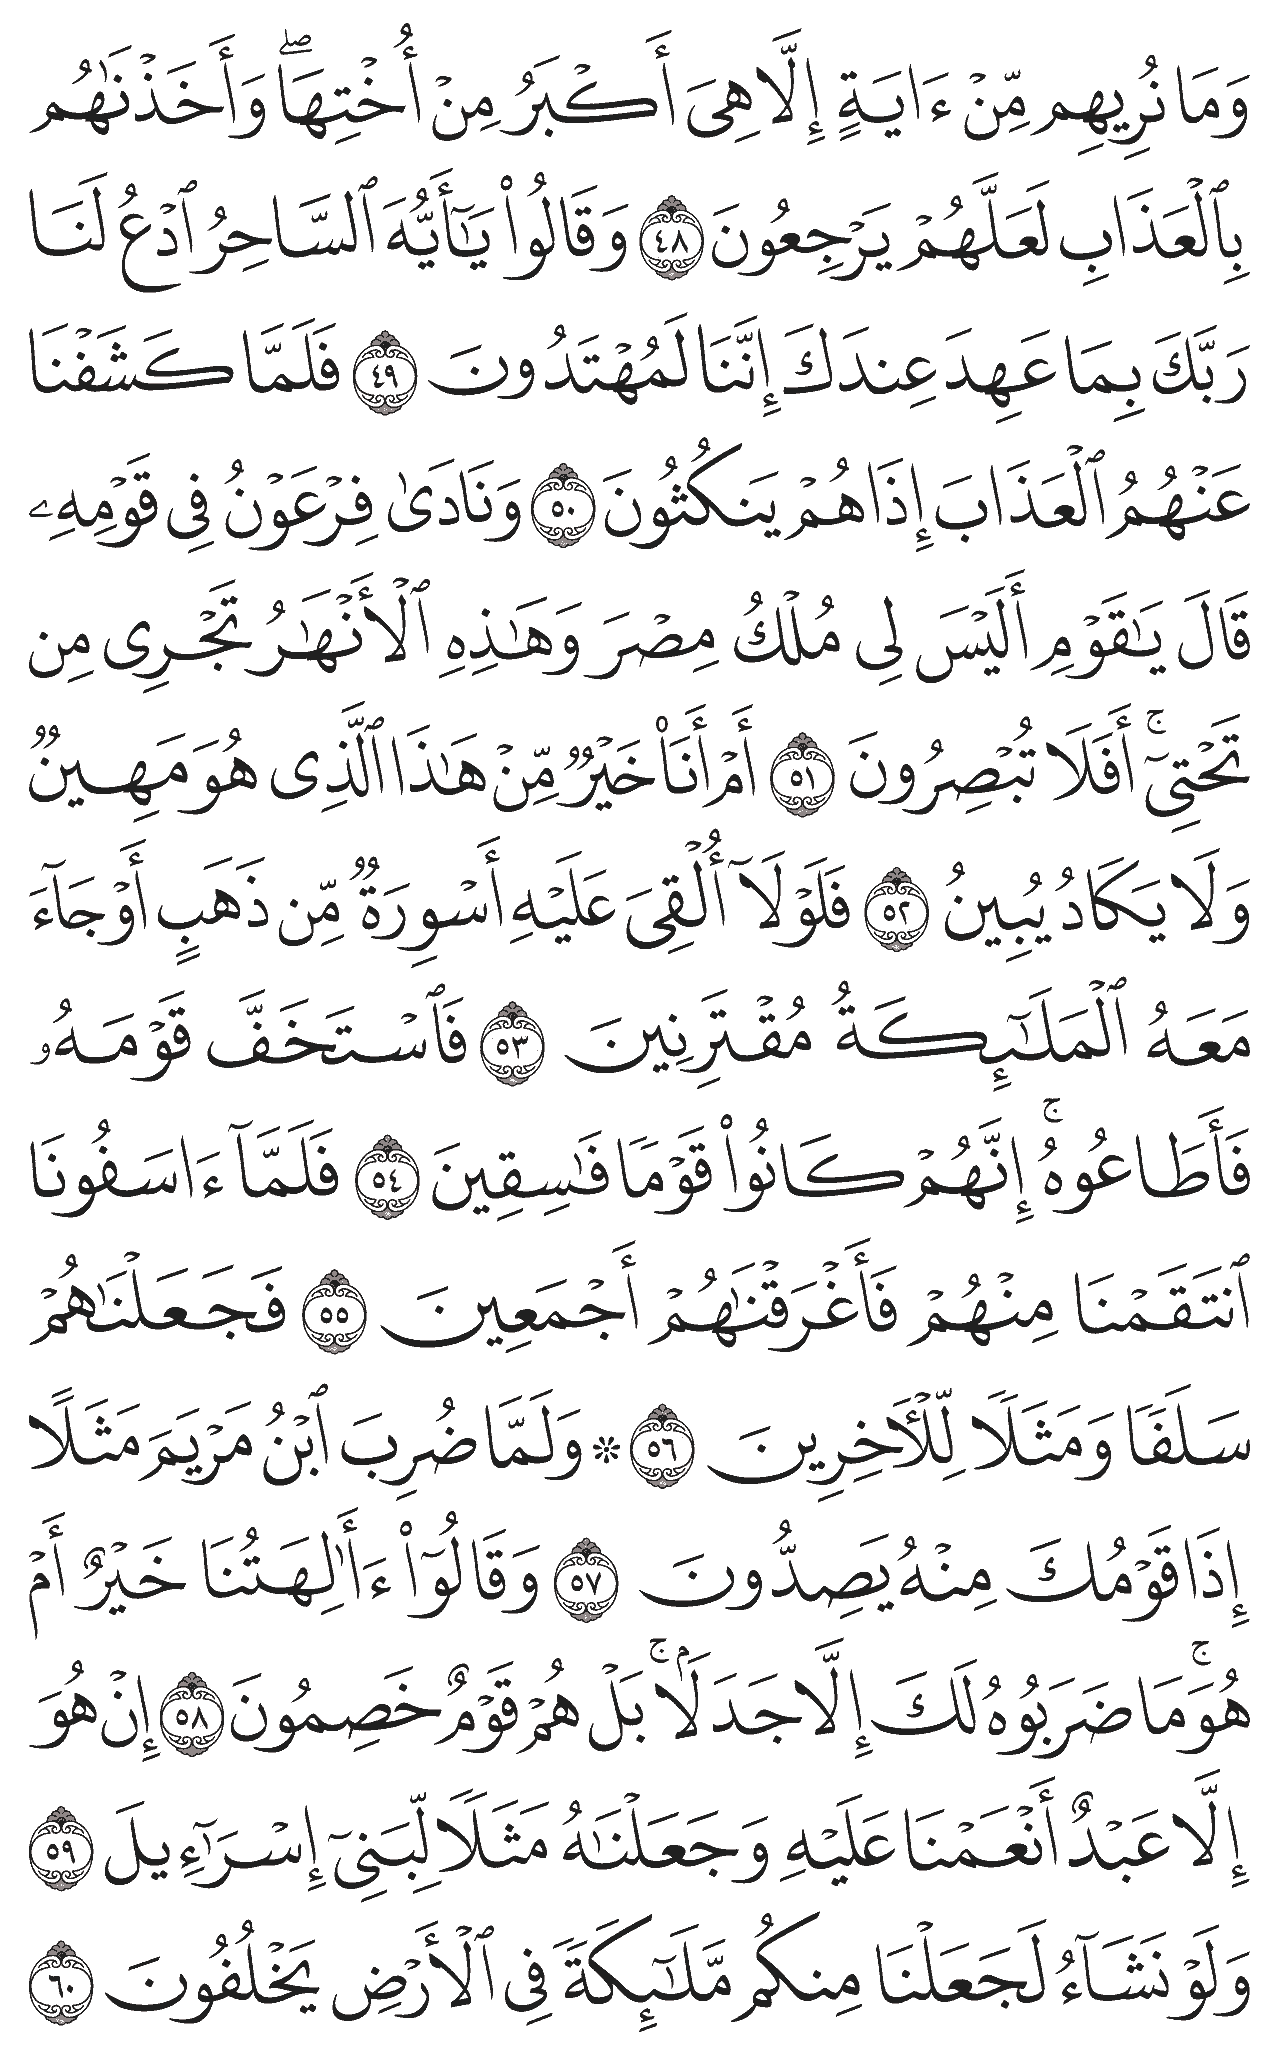 وَمَا نُرِيهِم مِّنۡ ءَايَةٍ إِلَّا هِىَ أَكۡبَرُ مِنۡ أُخۡتِهَاۖ وَأَخَذۡنَٰهُم
بِٱلۡعَذَابِ لَعَلَّهُمۡ يَرۡجِعُونَ ٤٨ وَقَالُواْ يَٰٓأَيُّهَ ٱلسَّاحِرُ ٱدۡعُ لَنَا
رَبَّكَ بِمَا عَهِدَ عِندَكَ إِنَّنَا لَمُهۡتَدُونَ ٤٩ فَلَمَّا كَشَفۡنَا
عَنۡهُمُ ٱلۡعَذَابَ إِذَا هُمۡ يَنكُثُونَ ٥٠ وَنَادَىٰ فِرۡعَوۡنُ فِى قَوۡمِهِۦ
قَالَ يَٰقَوۡمِ أَلَيۡسَ لِى مُلۡكُ مِصۡرَ وَهَٰذِهِ ٱلۡأَنۡهَٰرُ تَجۡرِى مِن
تَحۡتِىٓۚ أَفَلَا تُبۡصِرُونَ ٥١ أَمۡ أَنَا۠ خَيۡرٞ مِّنۡ هَٰذَا ٱلَّذِى هُوَ مَهِينٞ
وَلَا يَكَادُ يُبِينُ ٥٢ فَلَوۡلَآ أُلۡقِىَ عَلَيۡهِ أَسۡوِرَةٞ مِّن ذَهَبٍ أَوۡ جَآءَ
مَعَهُ ٱلۡمَلَٰٓئِكَةُ مُقۡتَرِنِينَ ٥٣ فَٱسۡتَخَفَّ قَوۡمَهُۥ
فَأَطَاعُوهُۚ إِنَّهُمۡ كَانُواْ قَوۡمٗا فَٰسِقِينَ ٥٤ فَلَمَّآ ءَاسَفُونَا
ٱنتَقَمۡنَا مِنۡهُمۡ فَأَغۡرَقۡنَٰهُمۡ أَجۡمَعِينَ ٥٥ فَجَعَلۡنَٰهُمۡ
سَلَفٗا وَمَثَلٗا لِّلۡأٓخِرِينَ ٥٦ ۞ وَلَمَّا ضُرِبَ ٱبۡنُ مَرۡيَمَ مَثَلًا
إِذَا قَوۡمُكَ مِنۡهُ يَصِدُّونَ ٥٧ وَقَالُوٓاْ ءَأَٰلِهَتُنَا خَيۡرٌ أَمۡ
هُوَۚ مَا ضَرَبُوهُ لَكَ إِلَّا جَدَلَۢاۚ بَلۡ هُمۡ قَوۡمٌ خَصِمُونَ ٥٨ إِنۡ هُوَ
إِلَّا عَبۡدٌ أَنۡعَمۡنَا عَلَيۡهِ وَجَعَلۡنَٰهُ مَثَلٗا لِّبَنِىٓ إِسۡرَٰٓءِيلَ ٥٩
وَلَوۡ نَشَآءُ لَجَعَلۡنَا مِنكُم مَّلَٰٓئِكَةٗ فِى ٱلۡأَرۡضِ يَخۡلُفُونَ ٦٠